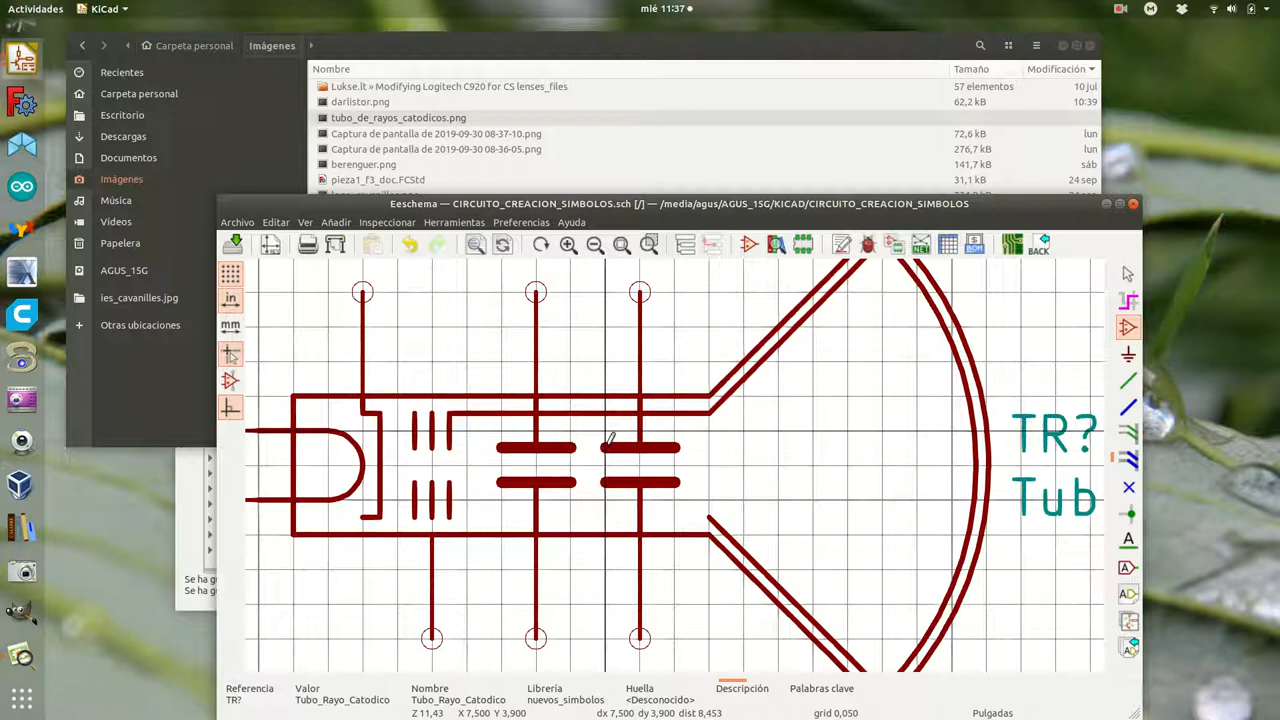 Actividades KiCad mié 11:37
Carpeta personal Imágenes
Recientes
Carpeta personal
Escritorio
Descargas
Documentos
Imágenes
Música
Vídeos
Papelera
AGUS_15G
ies_cavanilles.jpg
Otras ubicaciones
Nombre Tamaño Modificación
Lukse.lt » Modifying Logitech C920 for CS lenses_files 57 elementos 10 jul
darlistor.png 62,2 kB 10:39
tubo_de_rayos_catodicos.png
Captura de pantalla de 2019-09-30 08-37-10.png 72,6 kB lun
Captura de pantalla de 2019-09-30 08-36-05.png 276,7 kB lun
berenguer.png 141,7 kB sáb
pieza1_f3_doc.FCStd 31,1 kB 24 sep
Eeschema — CIRCUITO_CREACION_SIMBOLOS.sch [/] — /media/agus/AGUS_15G/KICAD/CIRCUITO_CREACION_SIMBOLOS
Archivo Editar Ver Añadir Inspeccionar Herramientas Preferencias Ayuda
NET BOM BACK
in
mm
TR?
Tub
Se ha gu
Se ha gu
Referencia Valor Nombre Librería Huella Descripción Palabras clave
TR? Tubo_Rayo_Catodico Tubo_Rayo_Catodico nuevos_simbolos <Desconocido>
Z 11,43 X 7,500 Y 3,900 dx 7,500 dy 3,900 dist 8,453 grid 0,050 Pulgadas